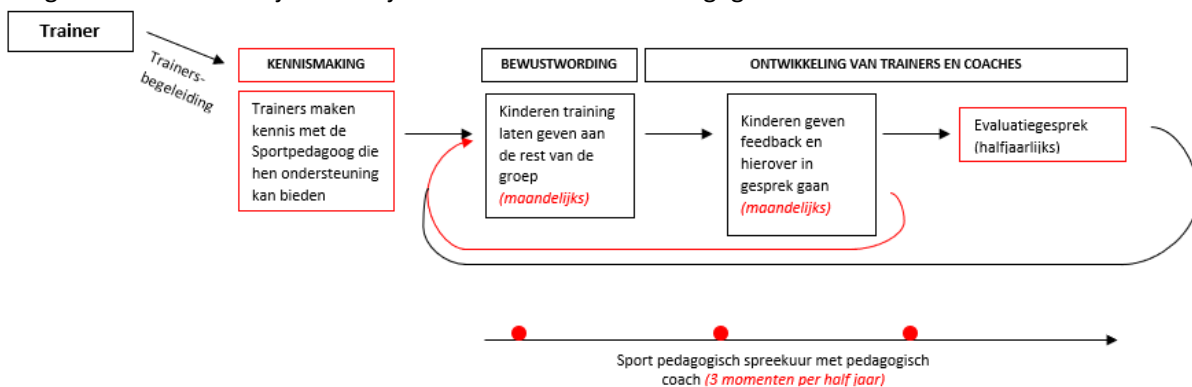 Trainer
Trainers-
begeleiding
KENNISMAKING
Trainers maken
kennis met de
Sportpedagoog die
hen ondersteuning
kan bieden
BEWUSTWORDING
Kinderen training
laten geven aan
de rest van de
groep
(maandelijks)
ONTWIKKELING VAN TRAINERS EN COACHES
Kinderen geven
feedback en
hierover in
gesprek gaan
(maandelijks)
Evaluatiegesprek
(halfjaarlijks)
Sport pedagogisch spreekuur met pedagogisch
coach (3 momenten per half jaar)